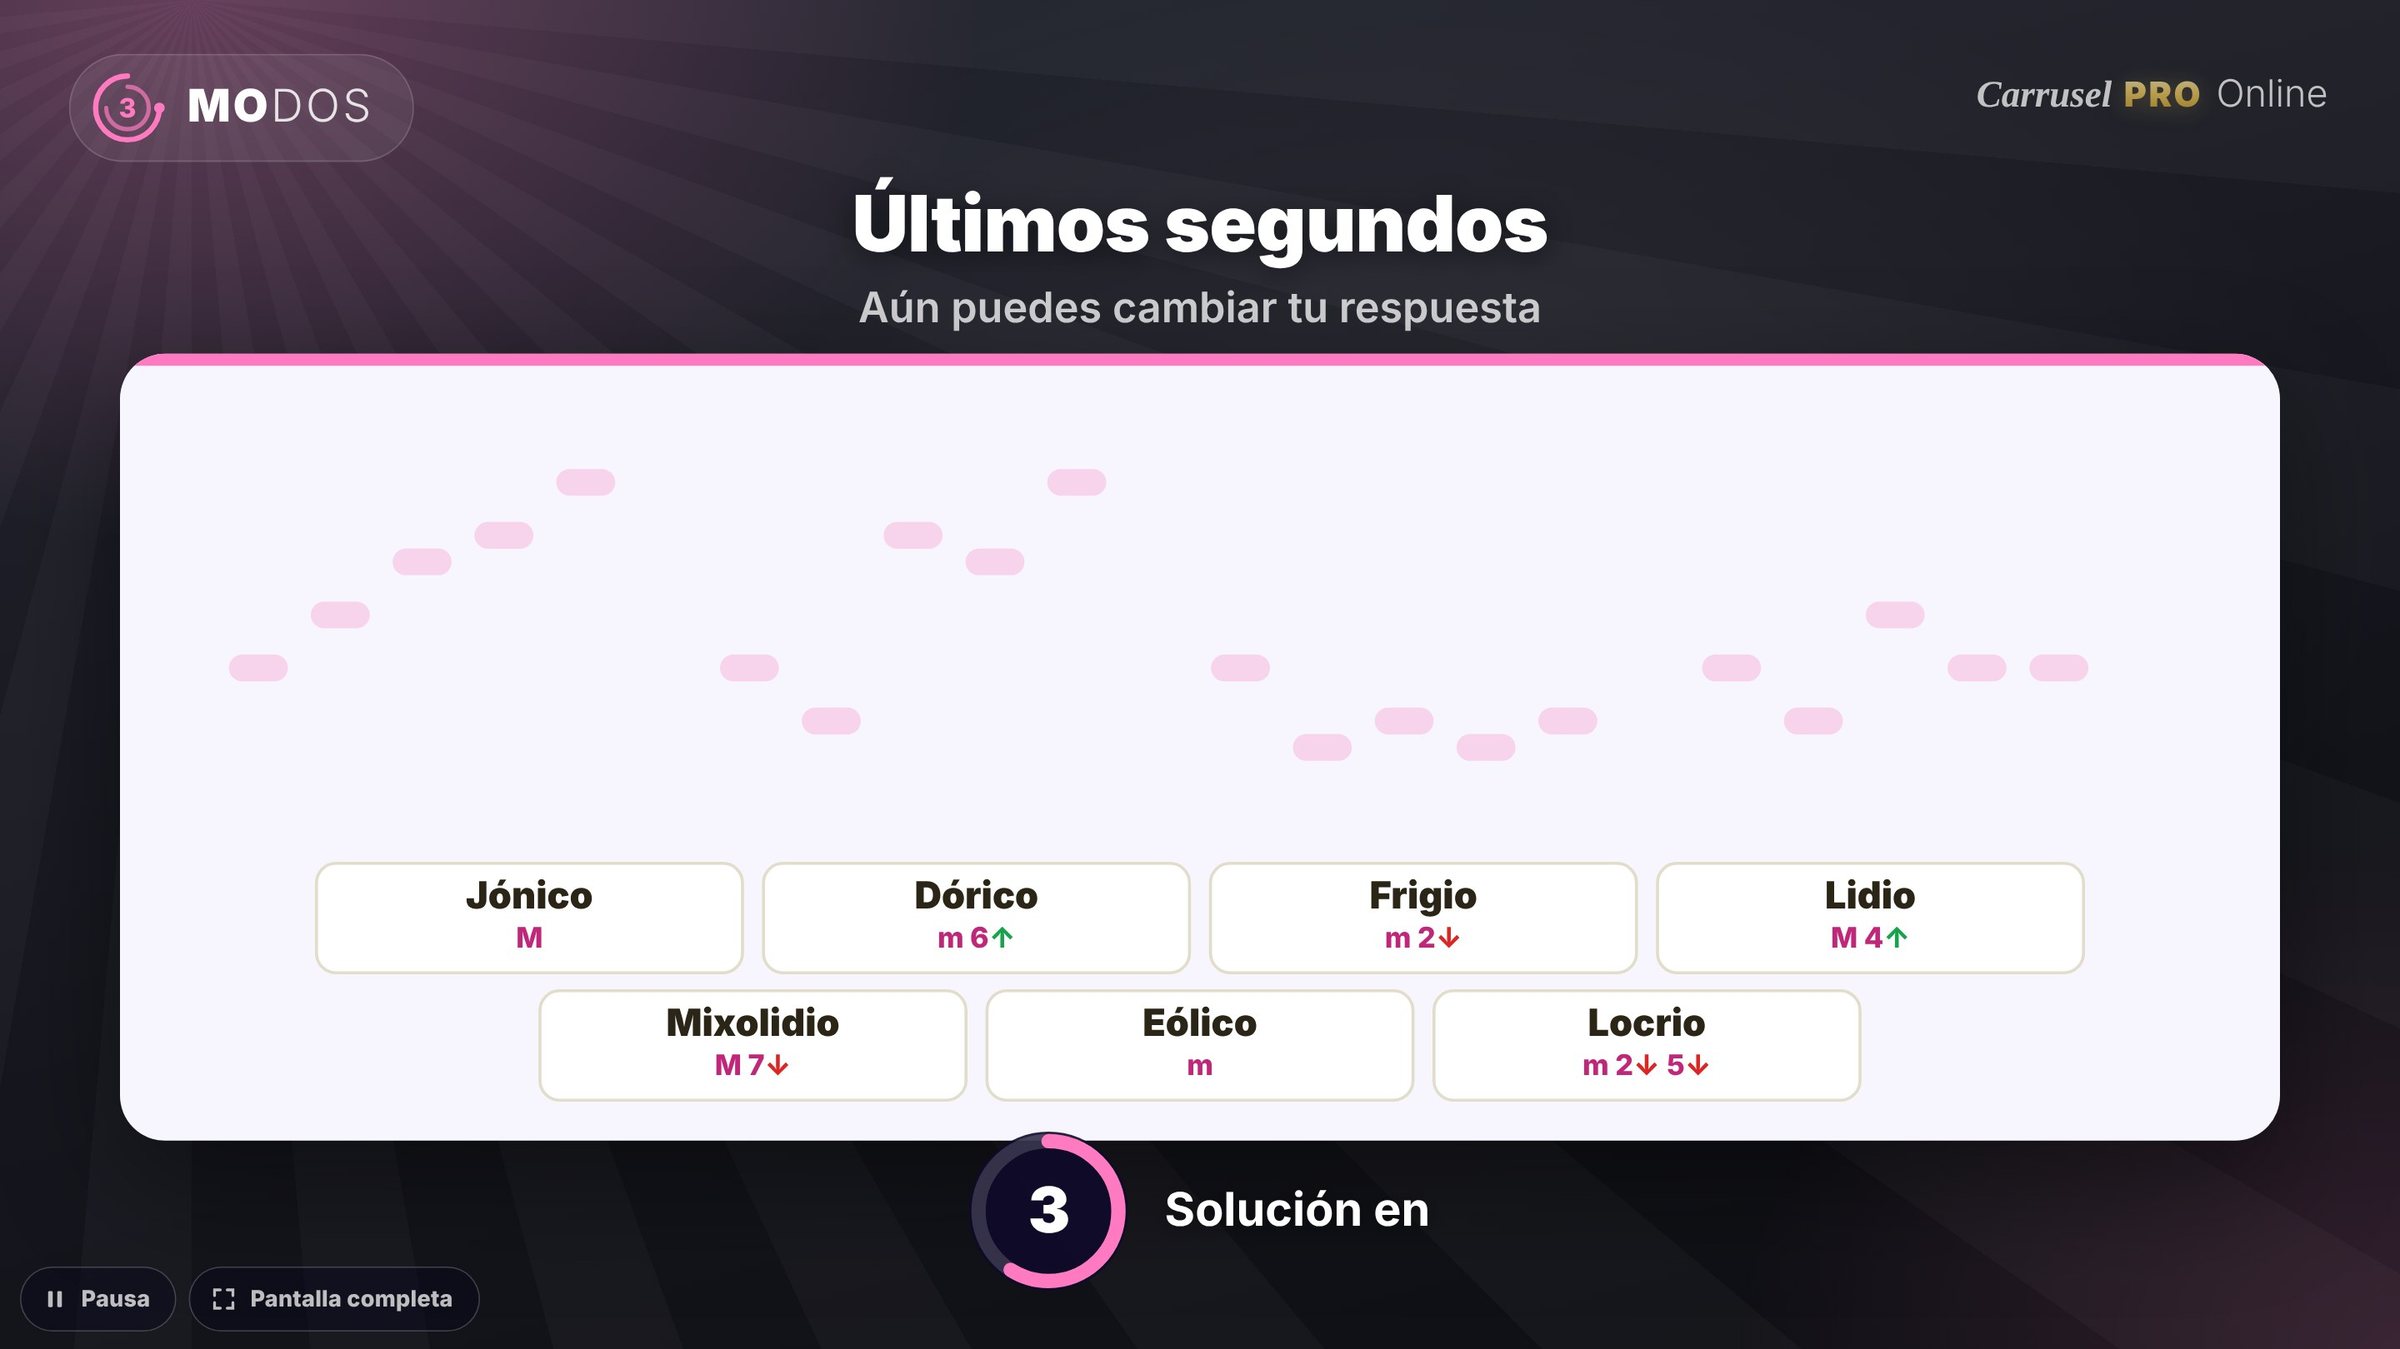 3 MODOS
Carrusel PRO Online
Últimos segundos
Aún puedes cambiar tu respuesta
Jónico
M
Dórico
m 6↑
Frigio
m 2↓
Lidio
M 4↑
Mixolidio
M 7↓
Eólico
m
Locrio
m 2↓ 5↓
3
Solución en
Pausa
Pantalla completa